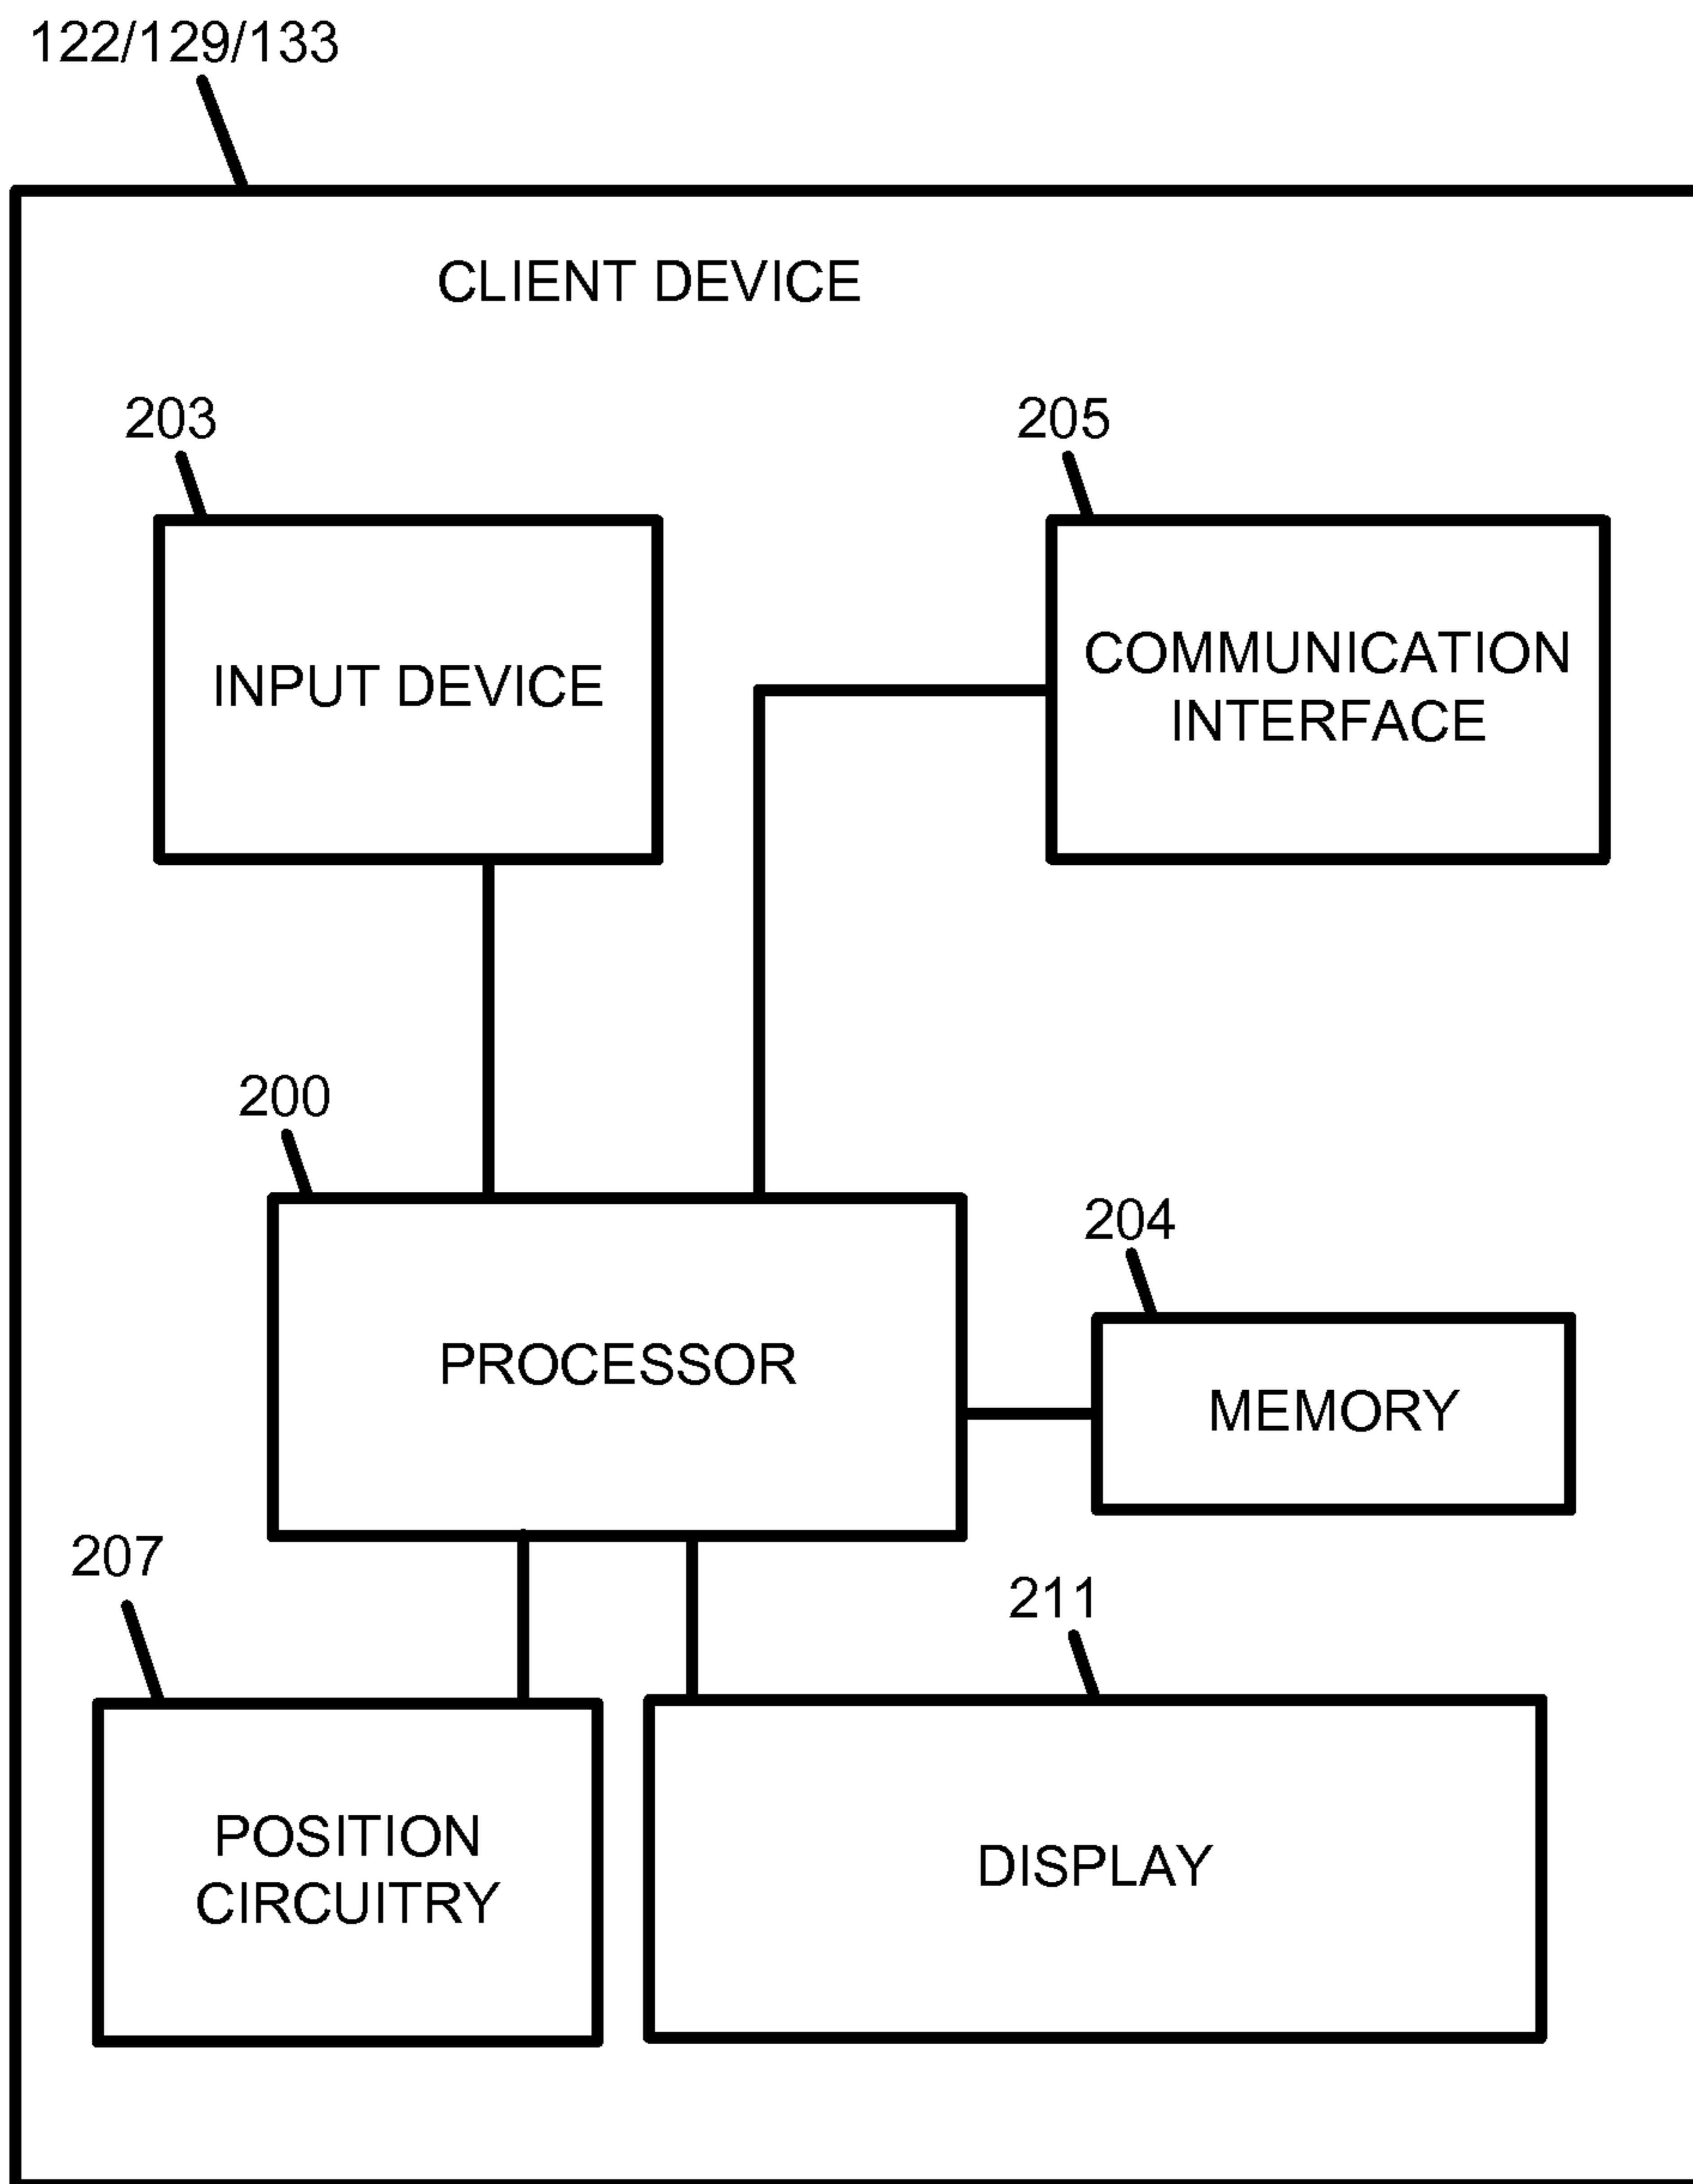 122/129/133
CLIENT DEVICE
203
205
INPUT DEVICE
COMMUNICATION
INTERFACE
200
204
PROCESSOR
MEMORY
207
211
POSITION
CIRCUITRY
DISPLAY